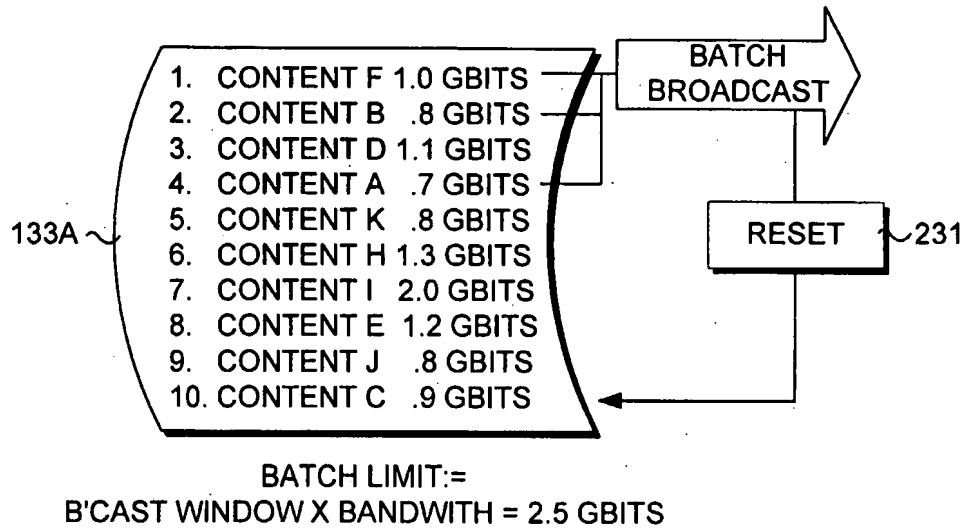 BATCH
BROADCAST
1. CONTENT F 1.0 GBITS
2. CONTENT B .8 GBITS
3. CONTENT D 1.1 GBITS
4. CONTENT A .7 GBITS
5. CONTENT K .8 GBITS
6. CONTENT H 1.3 GBITS
7. CONTENT I 2.0 GBITS
8. CONTENT E 1.2 GBITS
9. CONTENT J .8 GBITS
10. CONTENT C .9 GBITS
133A
RESET
231
BATCH LIMIT:=
B'CAST WINDOW X BANDWITH = 2.5 GBITS